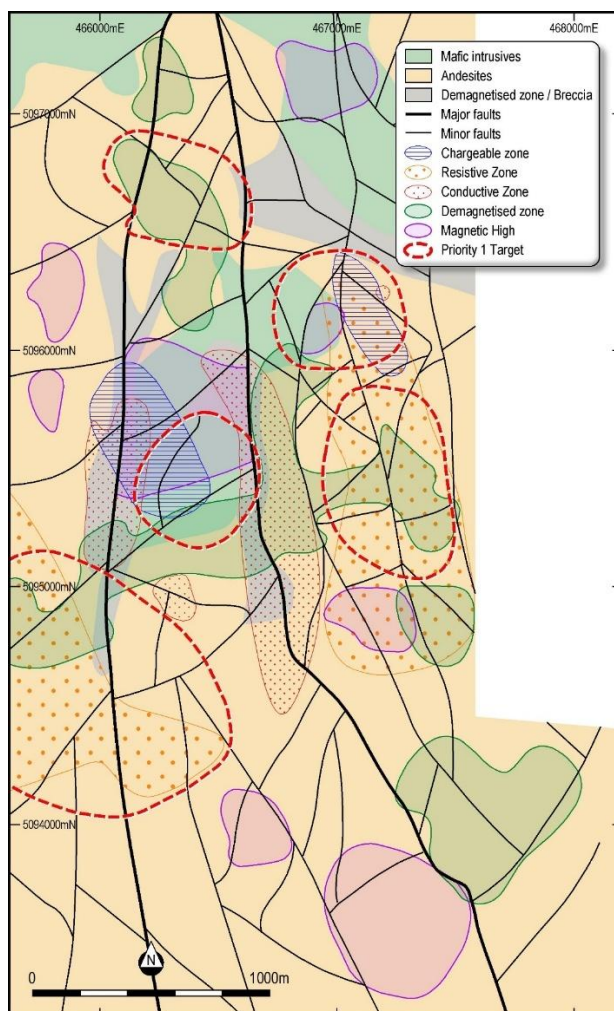 466000mE
467000mE
468000mE
Mafic intrusives
Andesites
Demagnetised zone / Breccia
Major faults
Minor faults
Chargeable zone
Resistive Zone
Conductive Zone
Demagnetised zone
Magnetic High
Priority 1 Target
5097000mN
5096000mN
5095000mN
5094000mN
N
0
1000m